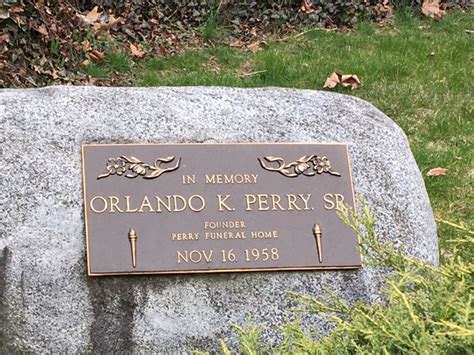 IN MEMORY
ORLANDO K. PERRY, SR.
FOUNDER
PERRY FUNERAL HOME
NOV. 16, 1958